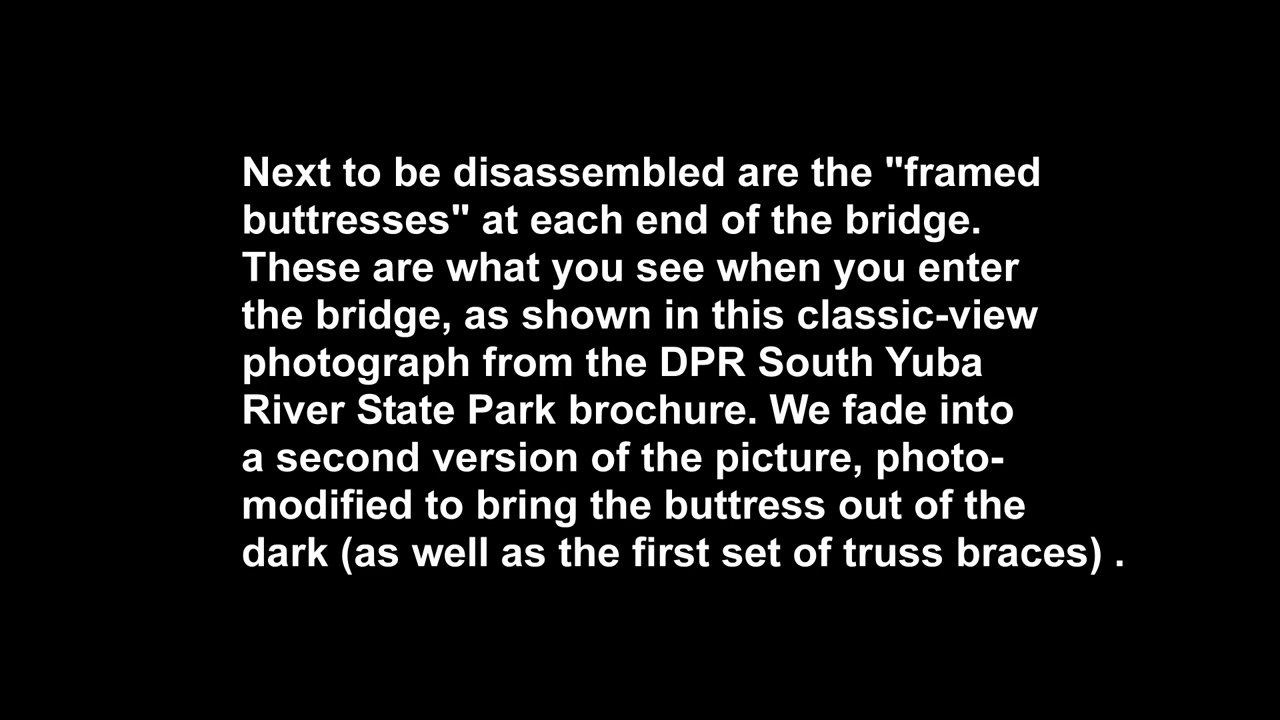 Next to be disassembled are the "framed
buttresses" at each end of the bridge.
These are what you see when you enter
the bridge, as shown in this classic-view
photograph from the DPR South Yuba
River State Park brochure. We fade into
a second version of the picture, photo-
modified to bring the buttress out of the
dark (as well as the first set of truss braces) .